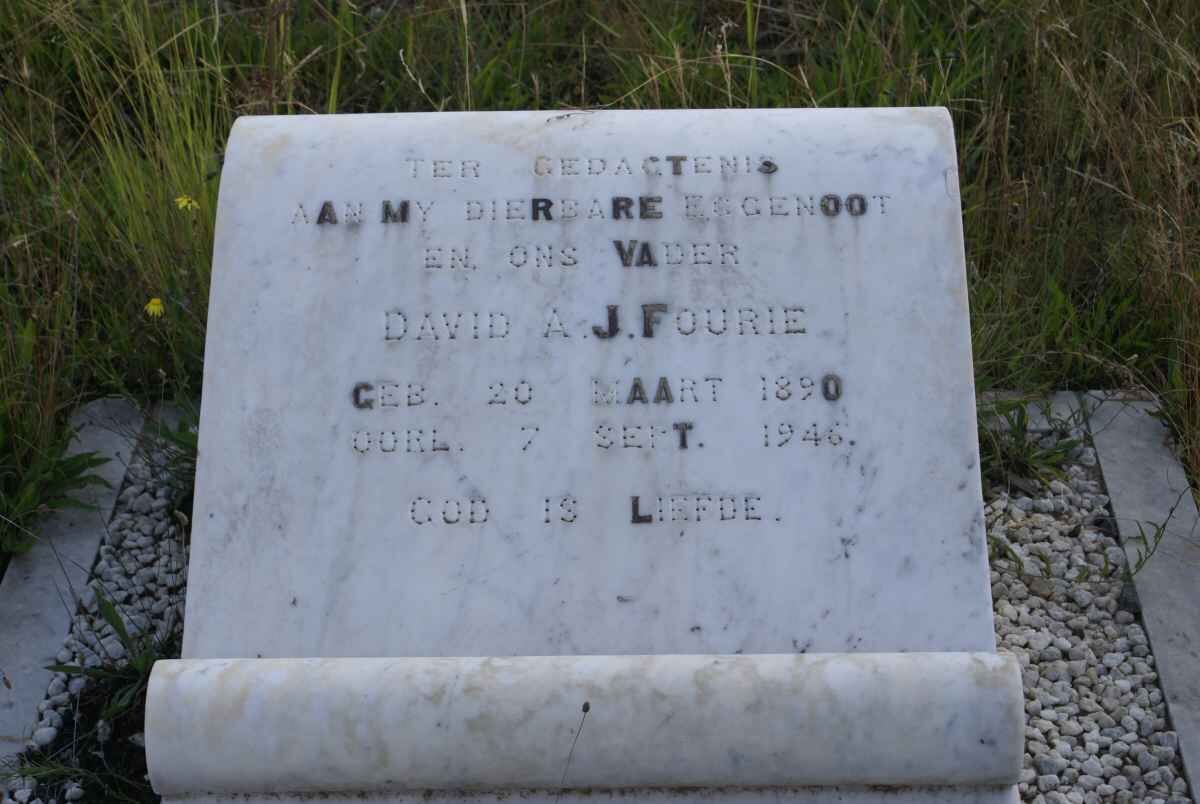 TER GEDACTENIS
AAN MY DIERBARE EGGENOOT
EN, ONS VADER
DAVID A.J. FOURIE
GEB. 20 MAART 1890
OORL. 7 SEPT. 1946.
GOD IS LIEFDE.